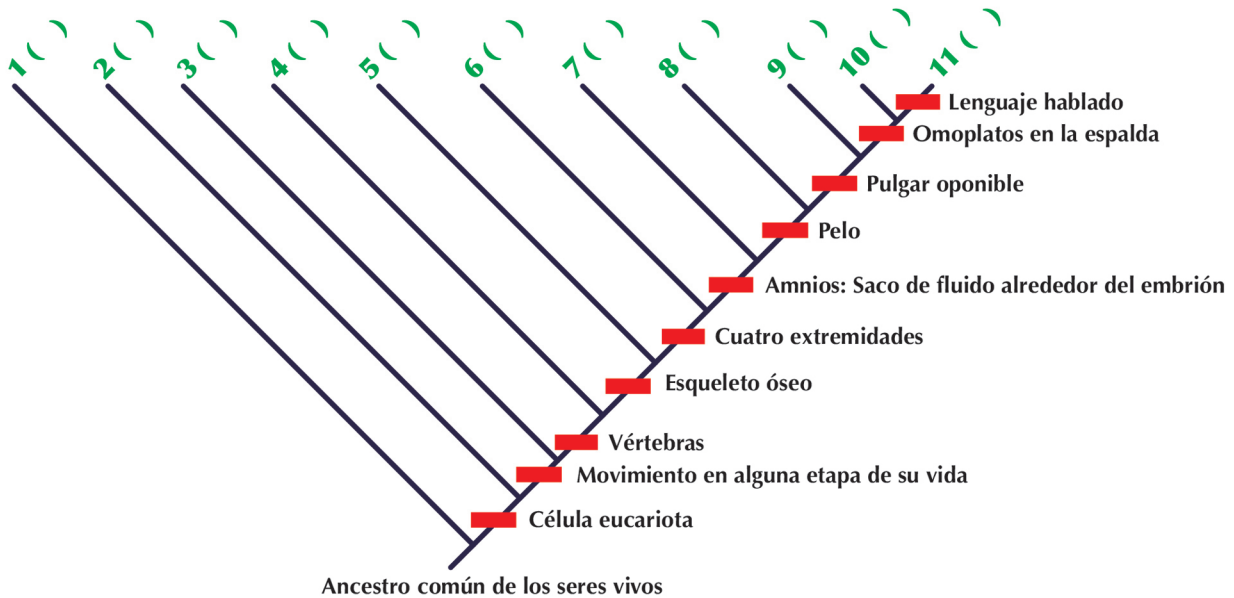 1 ( )
2 ( )
3 ( )
4 ( )
5 ( )
6 ( )
7 ( )
8 ( )
9 ( )
10 ( )
11 ( )
Lenguaje hablado
Omoplatos en la espalda
Pulgar oponible
Pelo
Amnios: Saco de fluido alrededor del embrión
Cuatro extremidades
Esqueleto óseo
Vértebras
Movimiento en alguna etapa de su vida
Célula eucariota
Ancestro común de los seres vivos